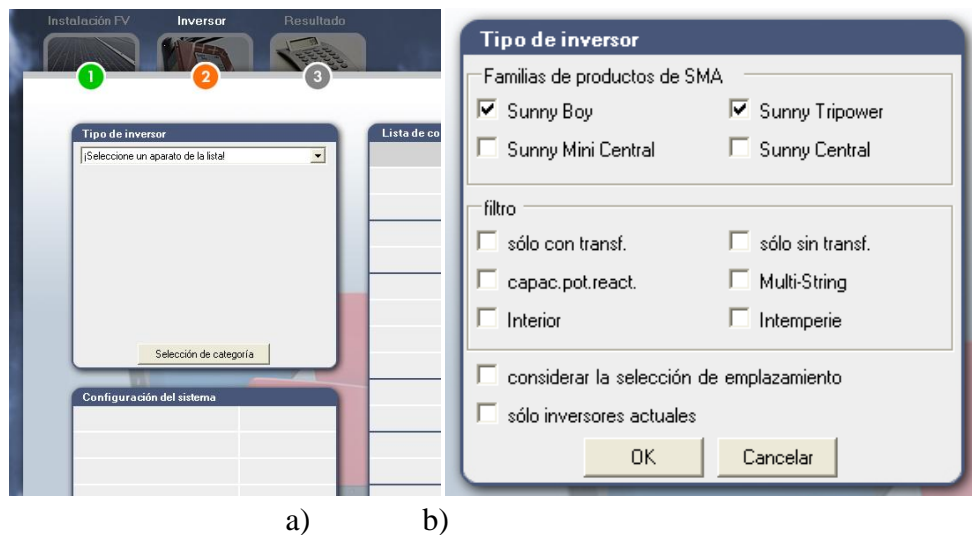 Instalación FV Inversor Resultado
1 2 3
Tipo de inversor
¡Seleccione un aparato de la lista!
Selección de categoría
Configuración del sistema
Lista de co
Tipo de inversor
Familias de productos de SMA
Sunny Boy Sunny Tripower
Sunny Mini Central Sunny Central
filtro
sólo con transf. sólo sin transf.
capac.pot.react. Multi-String
Interior Intemperie
considerar la selección de emplazamiento
sólo inversores actuales
OK Cancelar
a) b)